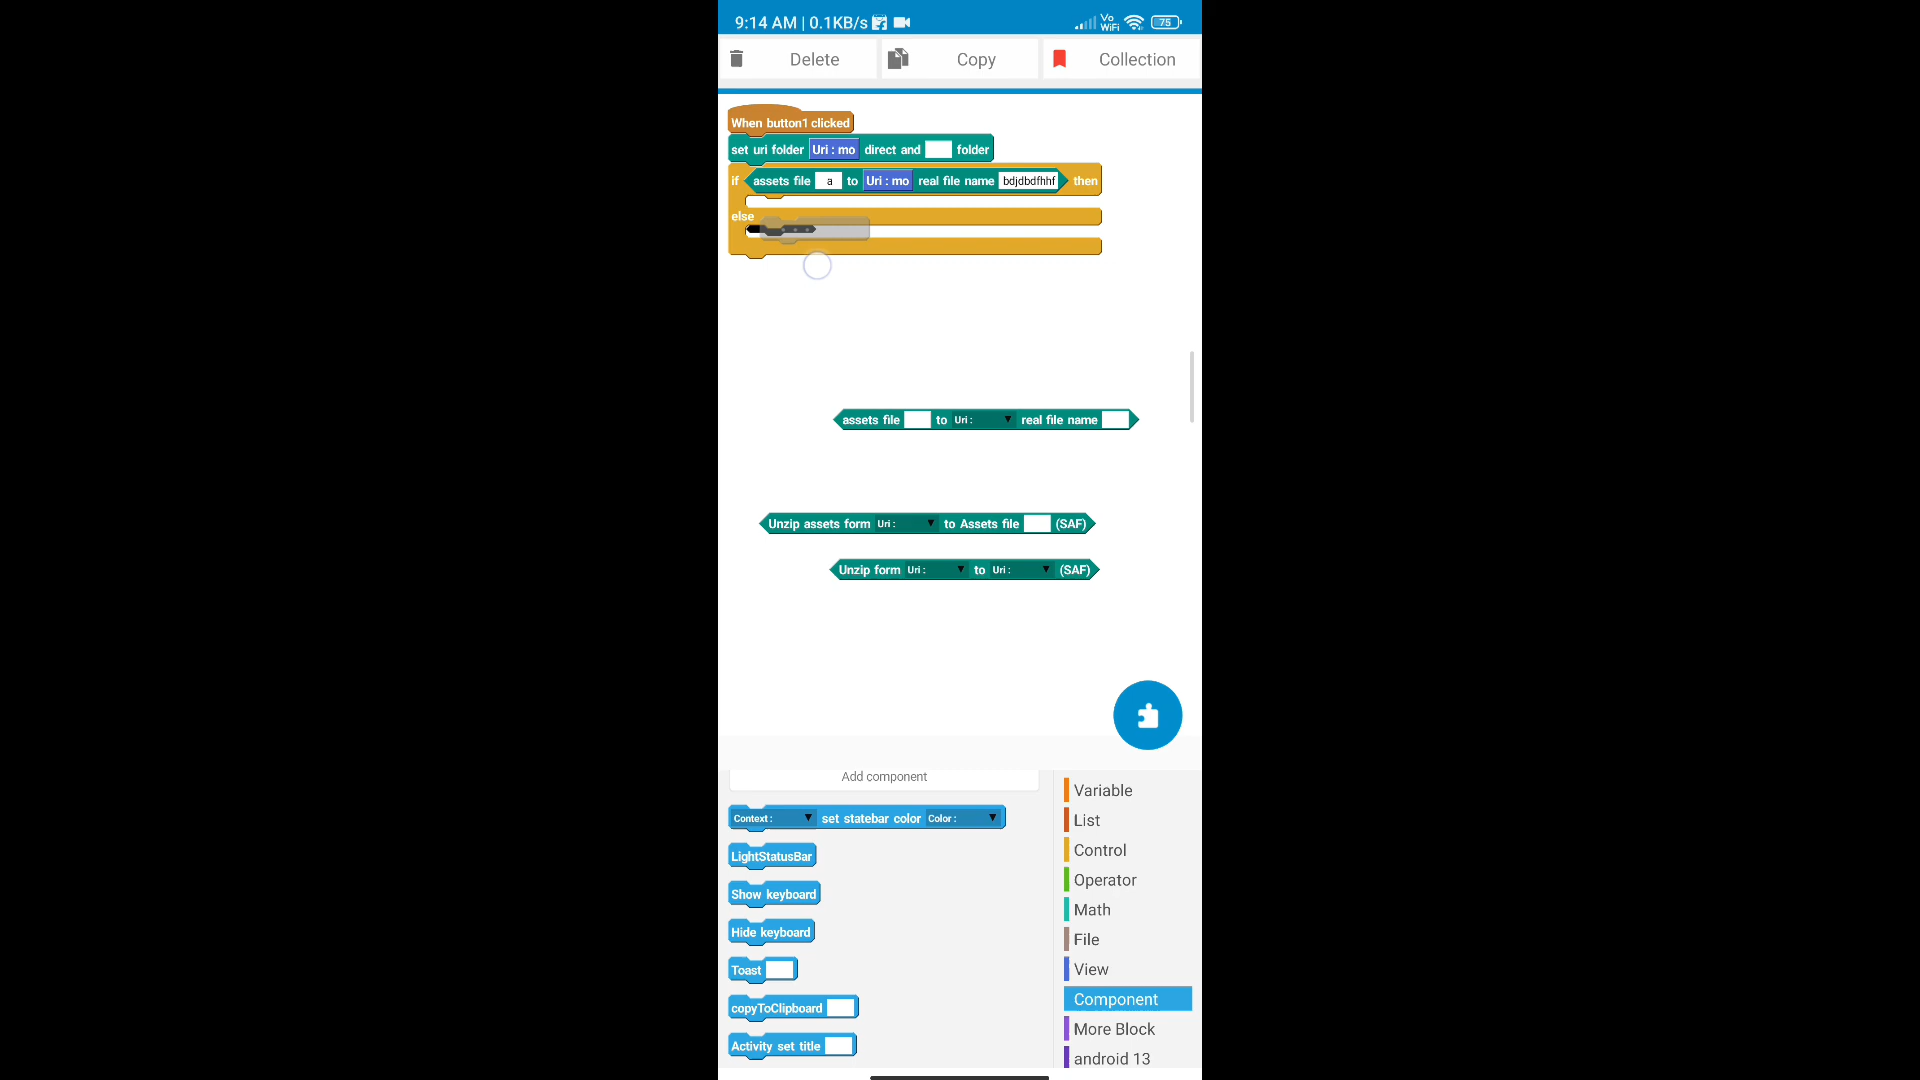 9:14 AM | 0.1KB/s Vo WiFi 75
Delete Copy Collection
When button1 clicked
set uri folder Uri : mo direct and folder
if assets file a to Uri : mo real file name bdjdbdfhhf then
else
assets file to Uri : real file name
Unzip assets form Uri : to Assets file (SAF)
Unzip form Uri : to Uri : (SAF)
Add component
Context : set statebar color Color :
LightStatusBar
Show keyboard
Hide keyboard
Toast
copyToClipboard
Activity set title
Variable
List
Control
Operator
Math
File
View
Component
More Block
android 13